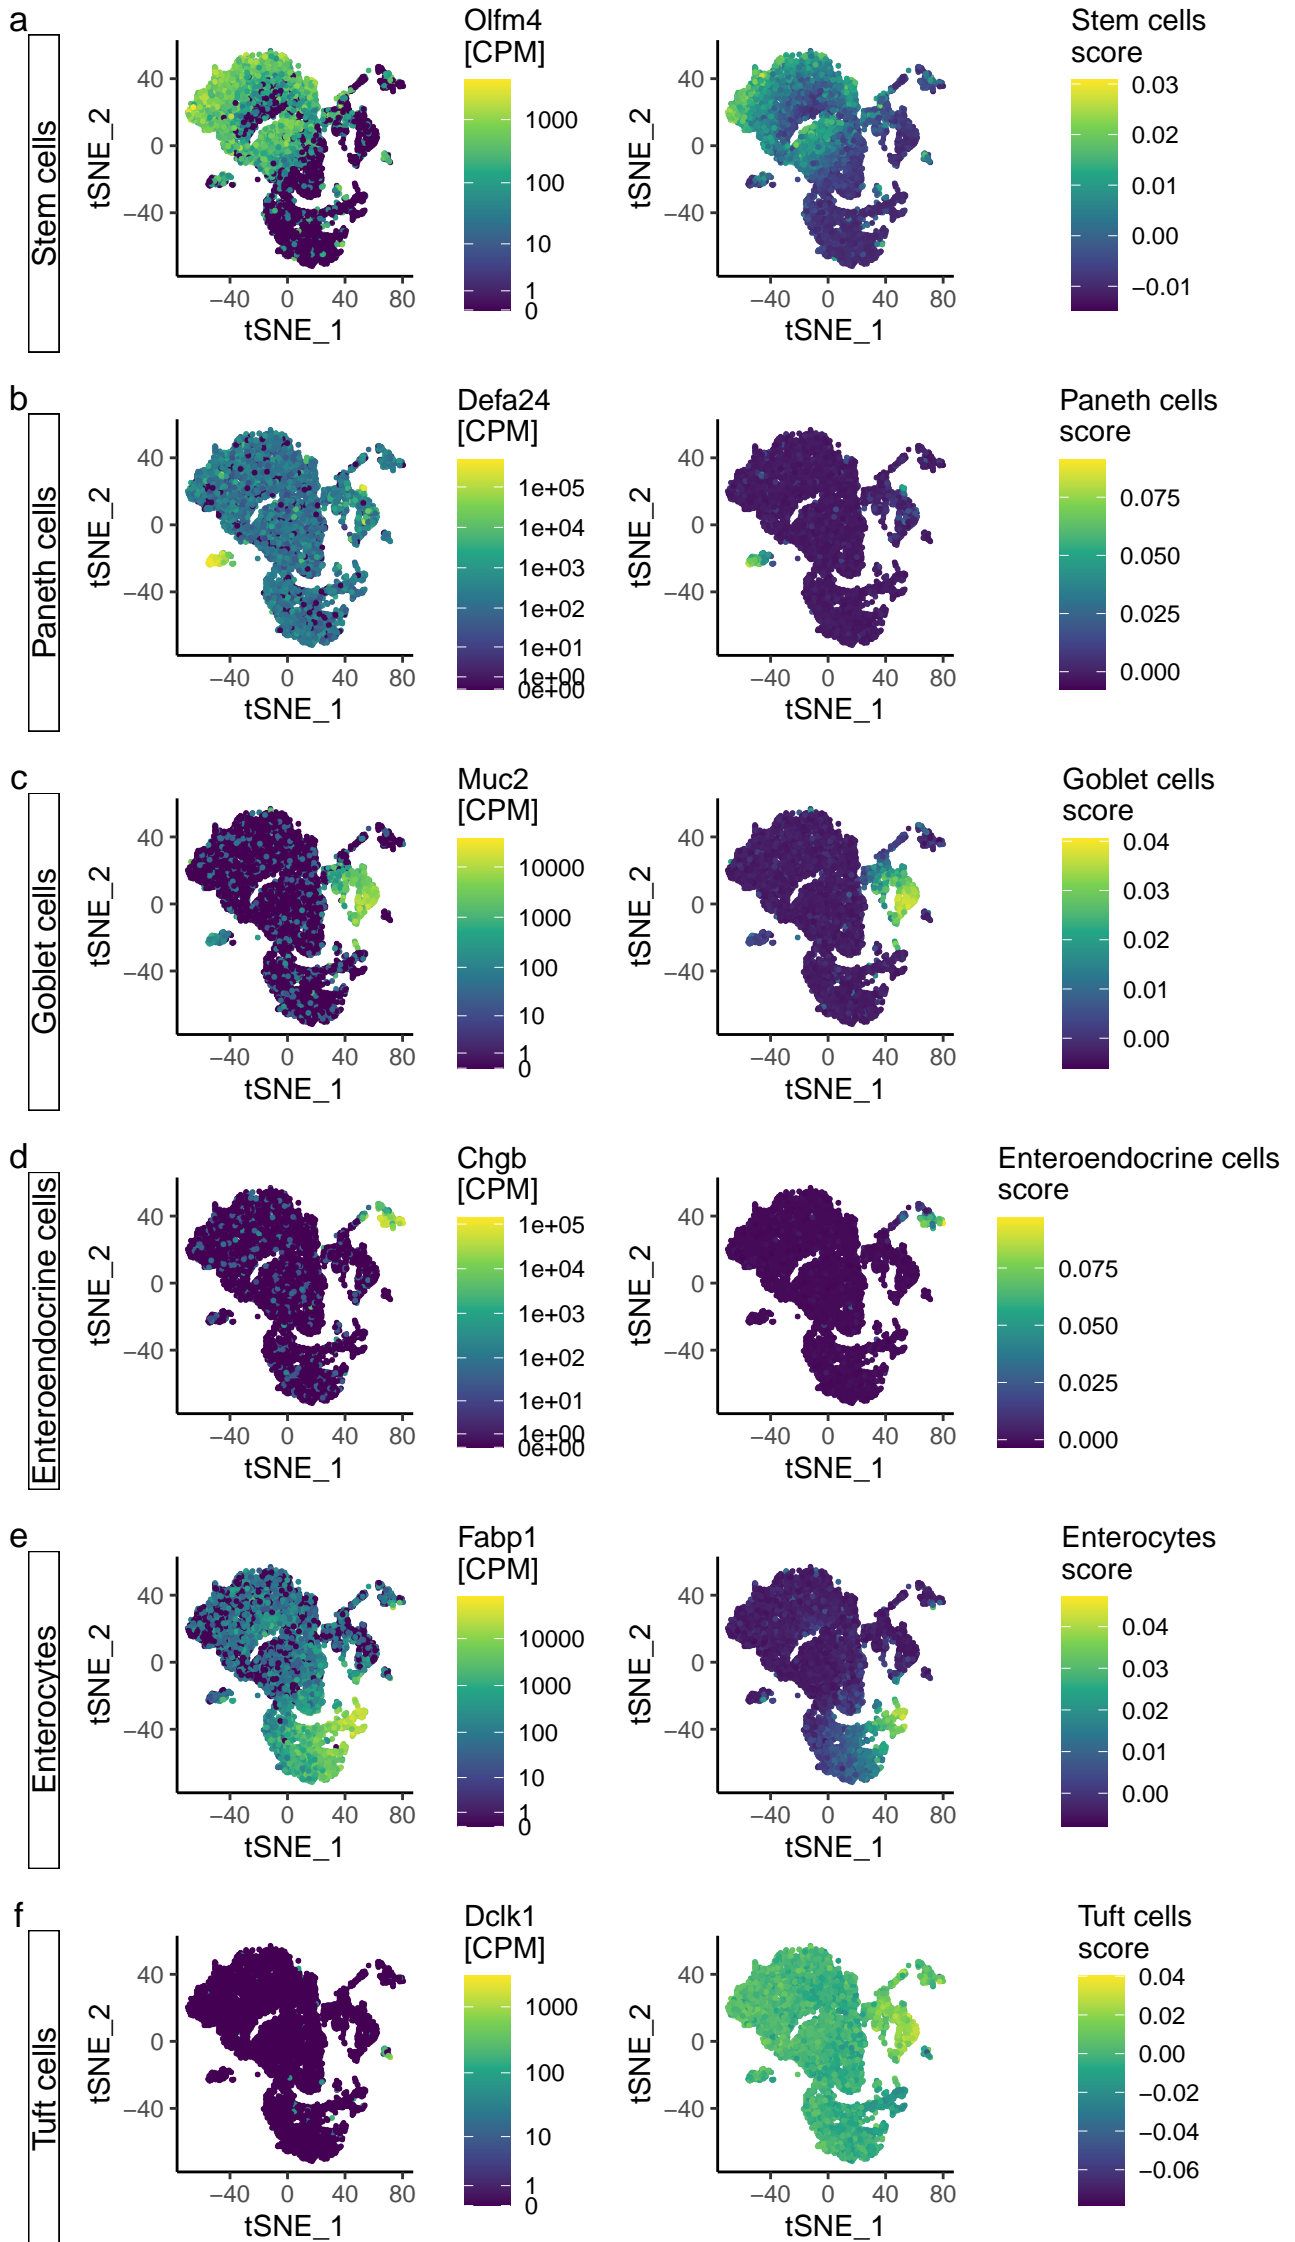 a
Stem cells
Olfm4
[CPM]
tSNE_2
40
0
−40
−40 0 40 80
tSNE_1
1000
100
10
1
0
Stem cells
score
tSNE_2
40
0
−40
−40 0 40 80
tSNE_1
0.03
0.02
0.01
0.00
−0.01
b
Paneth cells
Defa24
[CPM]
tSNE_2
40
0
−40
−40 0 40 80
tSNE_1
1e+05
1e+04
1e+03
1e+02
1e+01
1e+00
0e+00
Paneth cells
score
tSNE_2
40
0
−40
−40 0 40 80
tSNE_1
0.075
0.050
0.025
0.000
c
Goblet cells
Muc2
[CPM]
tSNE_2
40
0
−40
−40 0 40 80
tSNE_1
10000
1000
100
10
1
0
Goblet cells
score
tSNE_2
40
0
−40
−40 0 40 80
tSNE_1
0.04
0.03
0.02
0.01
0.00
d
Enteroendocrine cells
Chgb
[CPM]
tSNE_2
40
0
−40
−40 0 40 80
tSNE_1
1e+05
1e+04
1e+03
1e+02
1e+01
1e+00
0e+00
Enteroendocrine cells
score
tSNE_2
40
0
−40
−40 0 40 80
tSNE_1
0.075
0.050
0.025
0.000
e
Enterocytes
Fabp1
[CPM]
tSNE_2
40
0
−40
−40 0 40 80
tSNE_1
10000
1000
100
10
1
0
Enterocytes
score
tSNE_2
40
0
−40
−40 0 40 80
tSNE_1
0.04
0.03
0.02
0.01
0.00
f
Tuft cells
Dclk1
[CPM]
tSNE_2
40
0
−40
−40 0 40 80
tSNE_1
1000
100
10
1
0
Tuft cells
score
tSNE_2
40
0
−40
−40 0 40 80
tSNE_1
0.04
0.02
0.00
−0.02
−0.04
−0.06